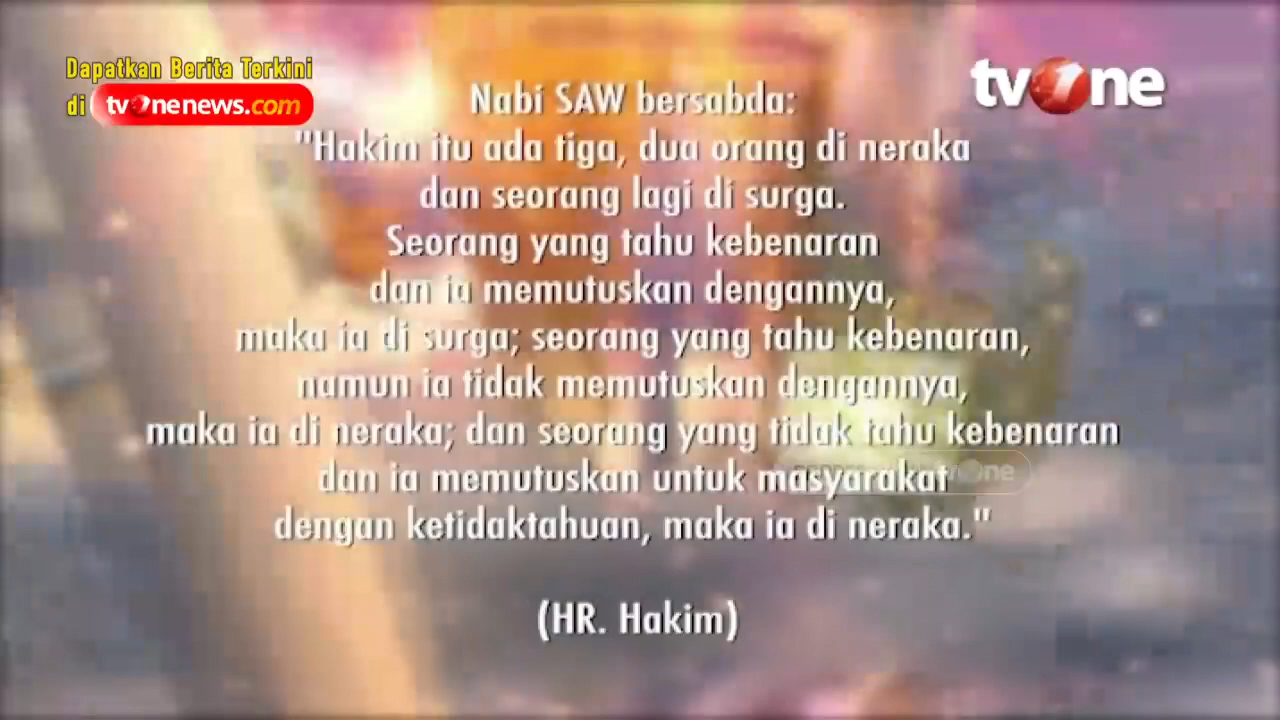 Dapatkan Berita Terkini
di tvonenews.com
tvOne
Nabi SAW bersabda:
"Hakim itu ada tiga, dua orang di neraka
dan seorang lagi di surga.
Seorang yang tahu kebenaran
dan ia memutuskan dengannya,
maka ia di surga; seorang yang tahu kebenaran,
namun ia tidak memutuskan dengannya,
maka ia di neraka; dan seorang yang tidak tahu kebenaran
dan ia memutuskan untuk masyarakat
dengan ketidaktahuan, maka ia di neraka."
(HR. Hakim)